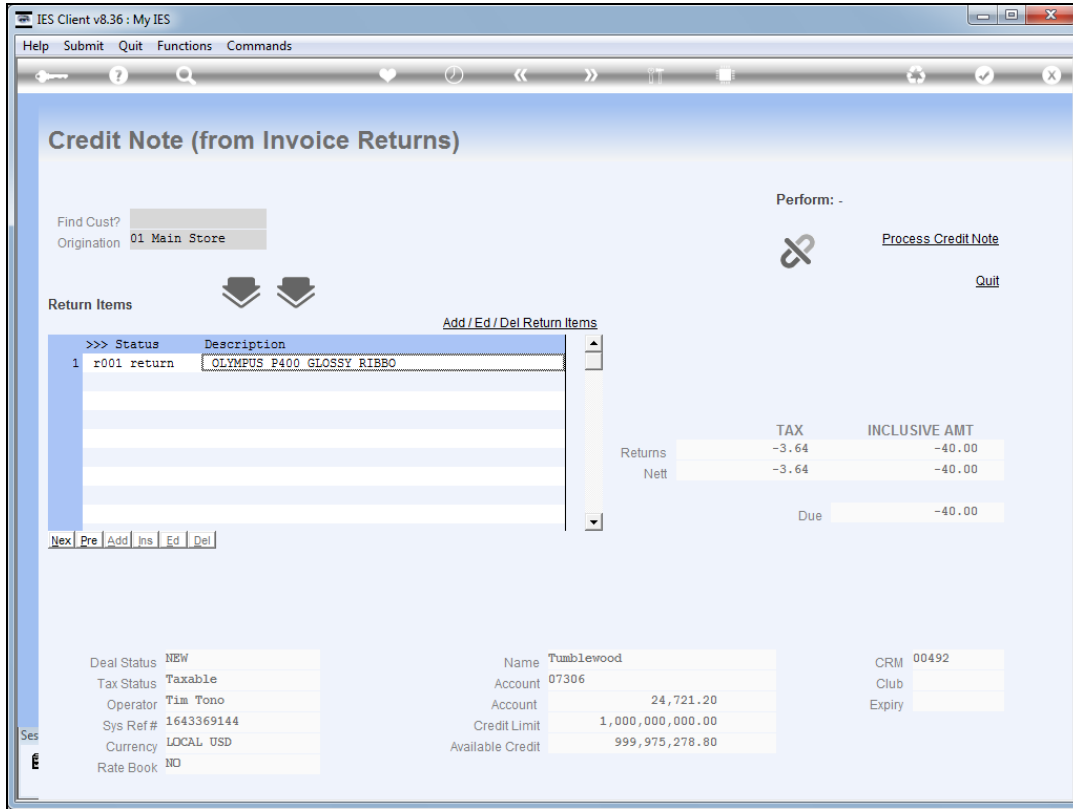 IES Client v8.36 : My IES
Help Submit Quit Functions Commands
Credit Note (from Invoice Returns)
Perform: -
Find Cust?
Origination 01 Main Store
Process Credit Note
Quit
Return Items
Add / Ed / Del Return Items
>>> Status Description
1 r001 return OLYMPUS P400 GLOSSY RIBBO
TAX INCLUSIVE AMT
Returns -3.64 -40.00
Nett -3.64 -40.00
Due -40.00
Nex Pre Add Ins Ed Del
Deal Status NEW Name Tumblewood CRM 00492
Tax Status Taxable Account 07306 Club
Operator Tim Tono Account 24,721.20 Expiry
Sys Ref # 1643369144 Credit Limit 1,000,000,000.00
Ses
Currency LOCAL USD Available Credit 999,975,278.80
Rate Book NO